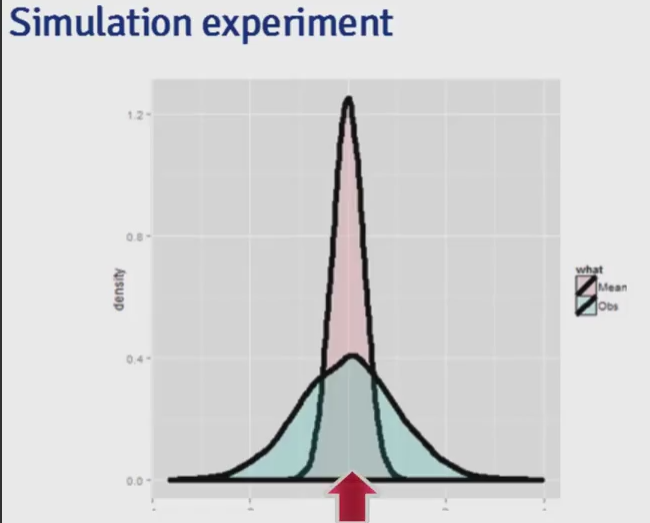 Simulation experiment
1.2
0.8
0.4
0.0
density
what
Mean
Obs